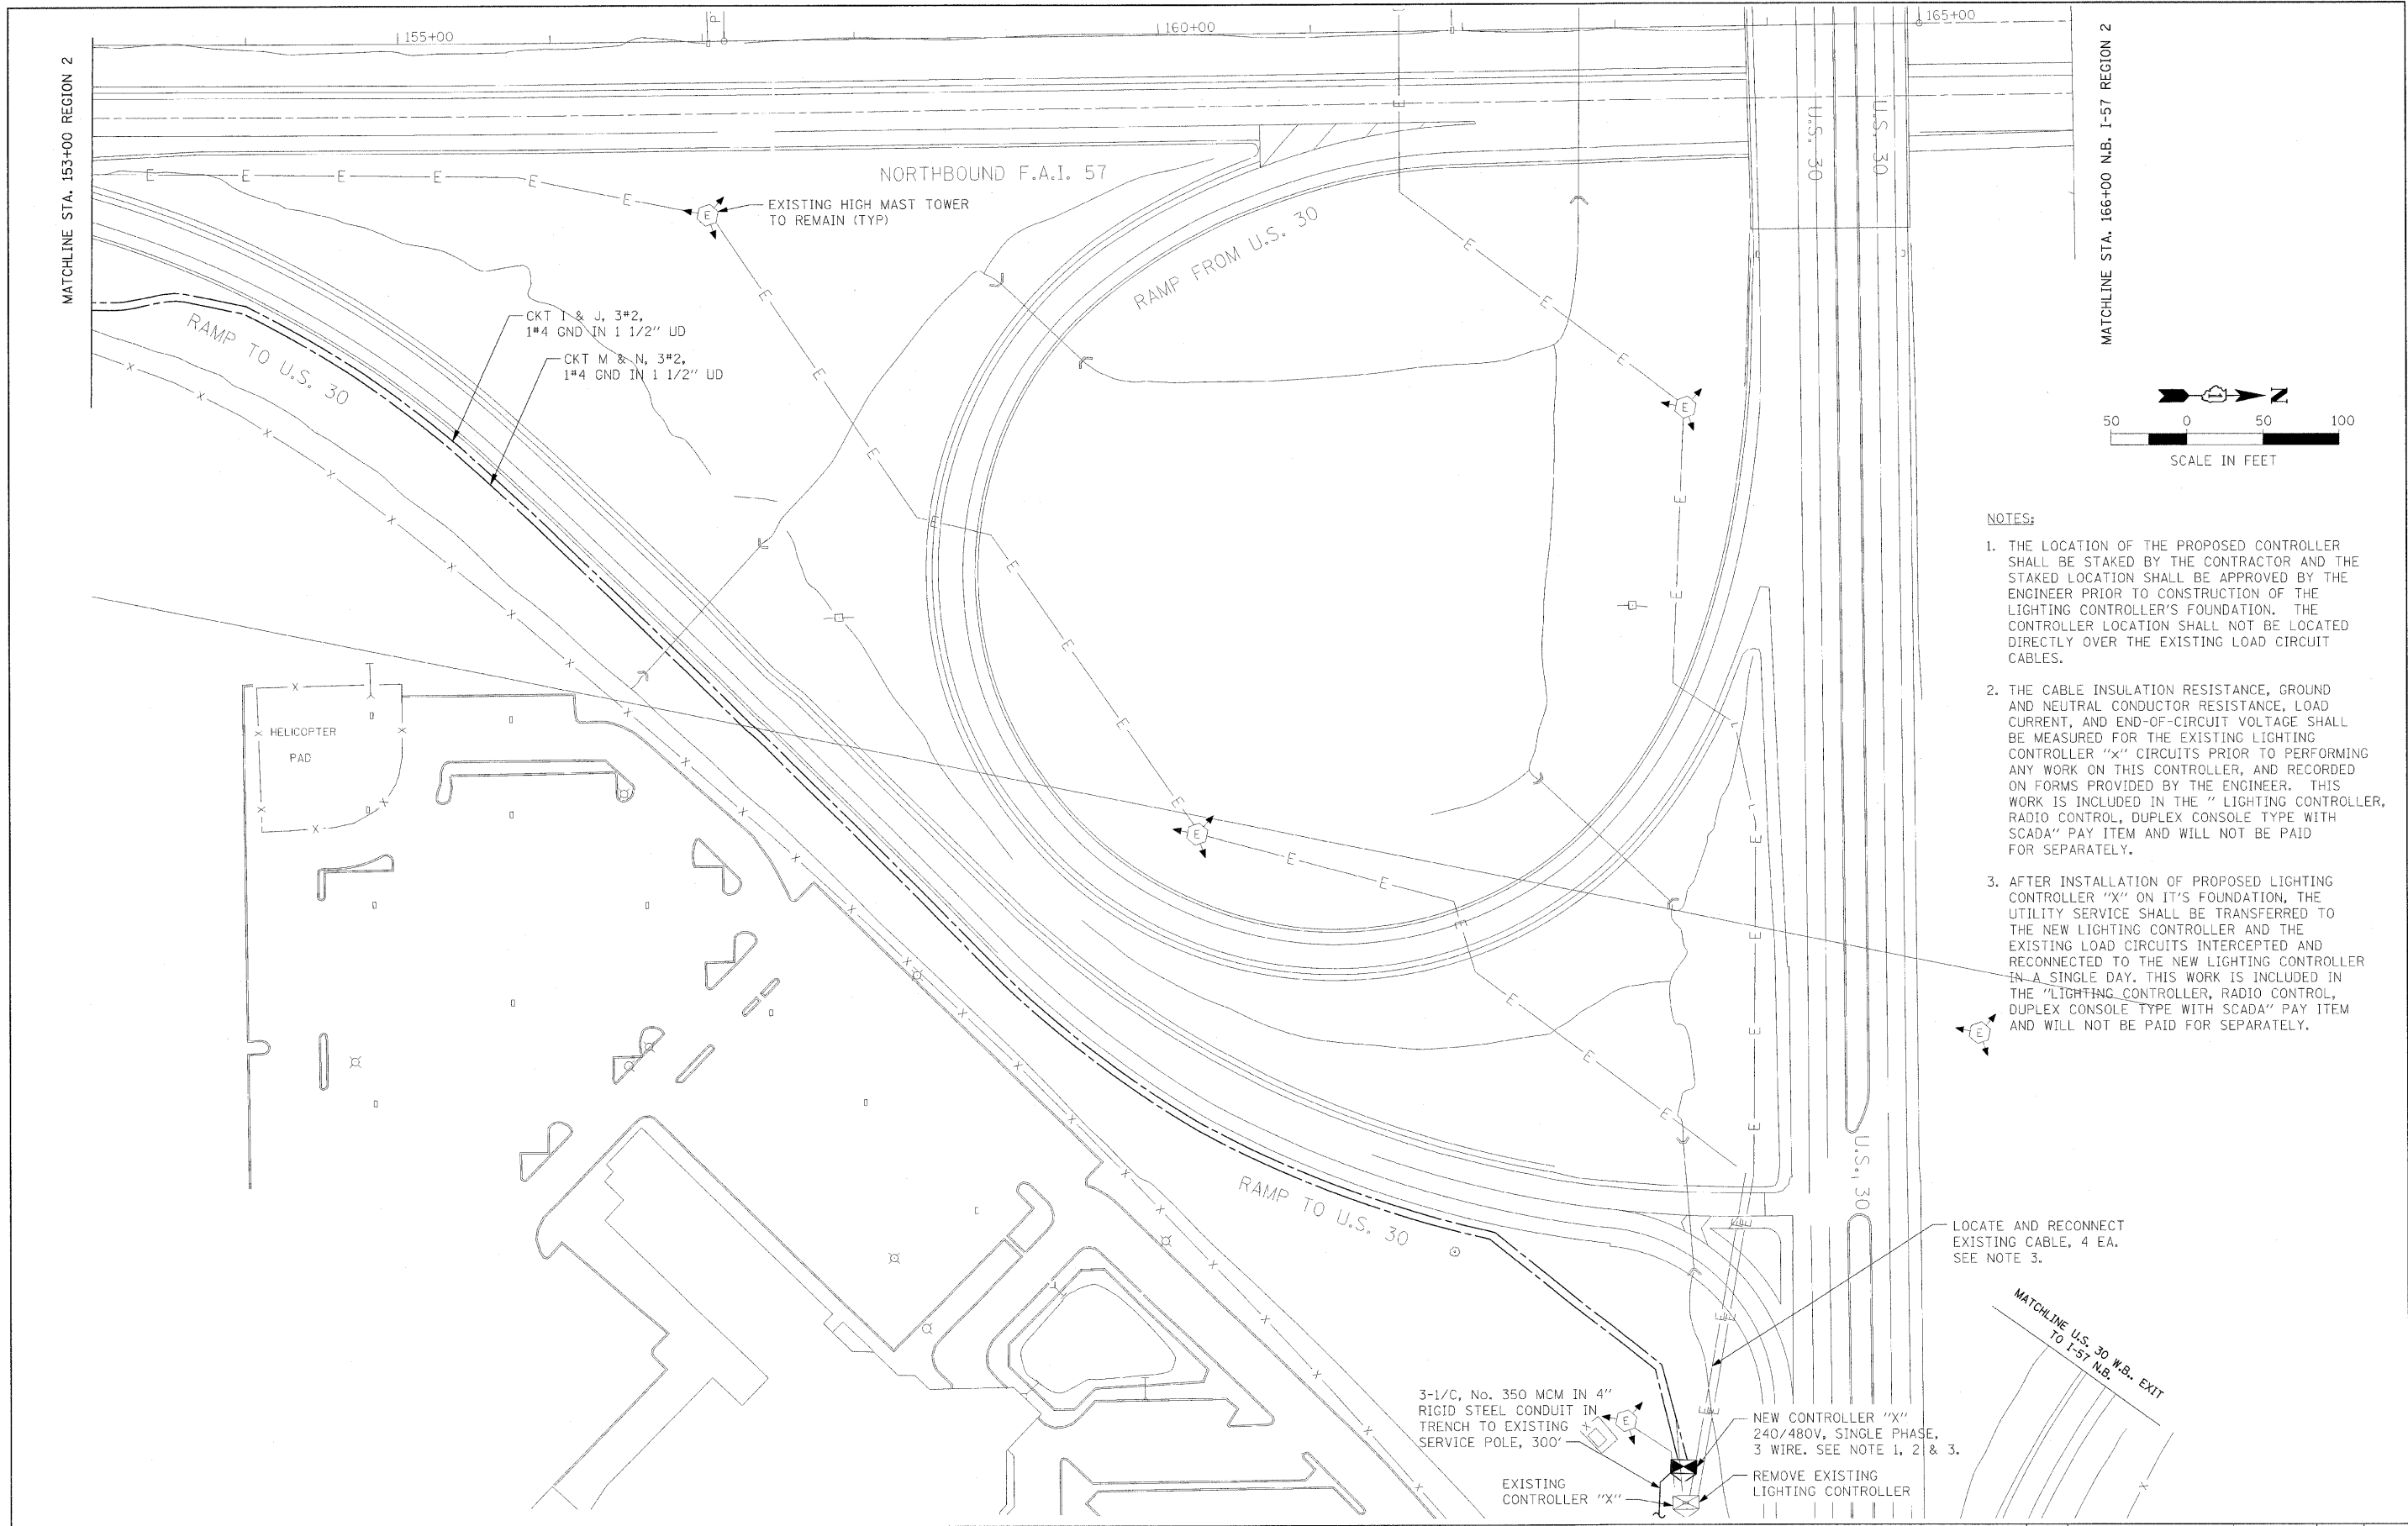 155+00
P
160+00
165+00
MATCHLINE STA. 153+00 REGION 2
MATCHLINE STA. 166+00 N.B. I-57 REGION 2
U.S. 30
U.S. 30
NORTHBOUND F.A.I. 57
EXISTING HIGH MAST TOWER
TO REMAIN (TYP)
RAMP FROM U.S. 30
CKT I & J, 3#2,
1#4 GND IN 1 1/2" UD
CKT M & N, 3#2,
1#4 GND IN 1 1/2" UD
RAMP TO U.S. 30
N
50 0 50 100
SCALE IN FEET
HELICOPTER
PAD
NOTES:
1. THE LOCATION OF THE PROPOSED CONTROLLER
SHALL BE STAKED BY THE CONTRACTOR AND THE
STAKED LOCATION SHALL BE APPROVED BY THE
ENGINEER PRIOR TO CONSTRUCTION OF THE
LIGHTING CONTROLLER'S FOUNDATION. THE
CONTROLLER LOCATION SHALL NOT BE LOCATED
DIRECTLY OVER THE EXISTING LOAD CIRCUIT
CABLES.
2. THE CABLE INSULATION RESISTANCE, GROUND
AND NEUTRAL CONDUCTOR RESISTANCE, LOAD
CURRENT, AND END-OF-CIRCUIT VOLTAGE SHALL
BE MEASURED FOR THE EXISTING LIGHTING
CONTROLLER "x" CIRCUITS PRIOR TO PERFORMING
ANY WORK ON THIS CONTROLLER, AND RECORDED
ON FORMS PROVIDED BY THE ENGINEER. THIS
WORK IS INCLUDED IN THE " LIGHTING CONTROLLER,
RADIO CONTROL, DUPLEX CONSOLE TYPE WITH
SCADA" PAY ITEM AND WILL NOT BE PAID
FOR SEPARATELY.
3. AFTER INSTALLATION OF PROPOSED LIGHTING
CONTROLLER "X" ON IT'S FOUNDATION, THE
UTILITY SERVICE SHALL BE TRANSFERRED TO
THE NEW LIGHTING CONTROLLER AND THE
EXISTING LOAD CIRCUITS INTERCEPTED AND
RECONNECTED TO THE NEW LIGHTING CONTROLLER
IN A SINGLE DAY. THIS WORK IS INCLUDED IN
THE "LIGHTING CONTROLLER, RADIO CONTROL,
DUPLEX CONSOLE TYPE WITH SCADA" PAY ITEM
AND WILL NOT BE PAID FOR SEPARATELY.
U.S. 30
RAMP TO U.S. 30
LOCATE AND RECONNECT
EXISTING CABLE, 4 EA.
SEE NOTE 3.
MATCHLINE U.S. 30 W.B. EXIT
TO I-57 N.B.
3-1/C, No. 350 MCM IN 4"
RIGID STEEL CONDUIT IN
TRENCH TO EXISTING
SERVICE POLE, 300'
NEW CONTROLLER "X"
240/480V, SINGLE PHASE,
3 WIRE. SEE NOTE 1, 2 & 3.
EXISTING
CONTROLLER "X"
REMOVE EXISTING
LIGHTING CONTROLLER